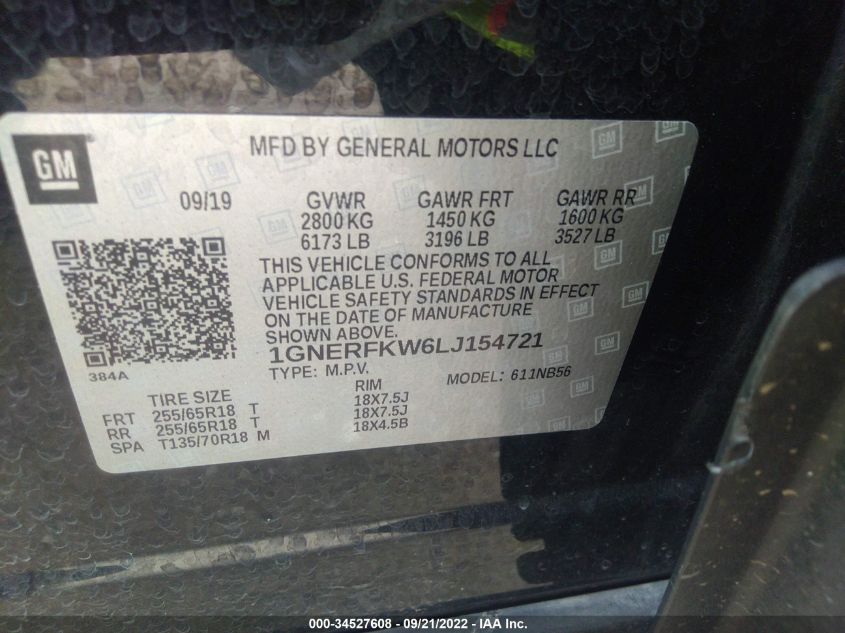 GM
MFD BY GENERAL MOTORS LLC
09/19 GVWR GAWR FRT GAWR RR
2800 KG 1450 KG 1600 KG
6173 LB 3196 LB 3527 LB
THIS VEHICLE CONFORMS TO ALL
APPLICABLE U.S. FEDERAL MOTOR
VEHICLE SAFETY STANDARDS IN EFFECT
ON THE DATE OF MANUFACTURE
SHOWN ABOVE.
1GNERFKW6LJ154721
384A TYPE: M.P.V. MODEL: 611NB56
TIRE SIZE RIM
FRT 255/65R18 T 18X7.5J
RR 255/65R18 T 18X7.5J
SPA T135/70R18 M 18X4.5B
000-34527608 - 09/21/2022 - IAA Inc.